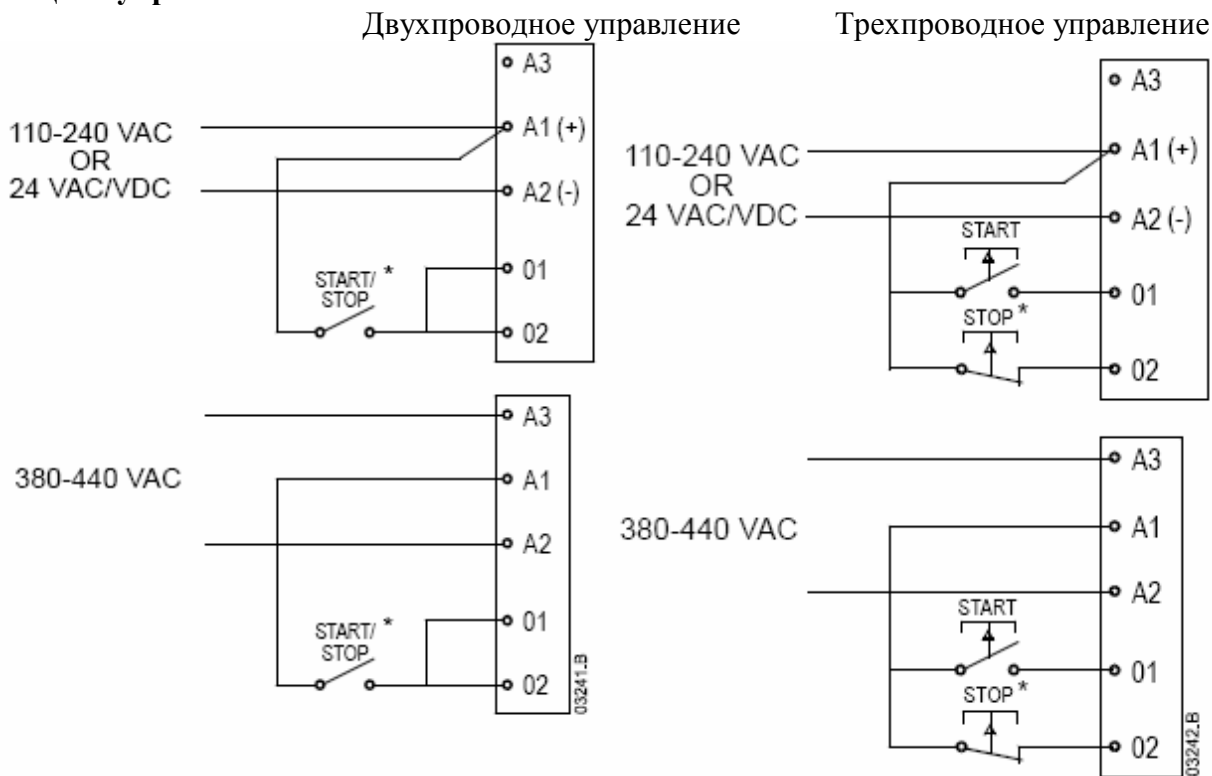 Двухпроводное управление
Трехпроводное управление
A3
110-240 VAC
OR
24 VAC/VDC
A1 (+)
A2 (-)
01
START/ *
STOP
02
A3
110-240 VAC
OR
24 VAC/VDC
A1 (+)
A2 (-)
START
01
STOP *
02
A3
380-440 VAC
A1
A2
01
START/ *
STOP
02
03241.B
A3
380-440 VAC
A1
A2
START
01
STOP *
02
03242.B